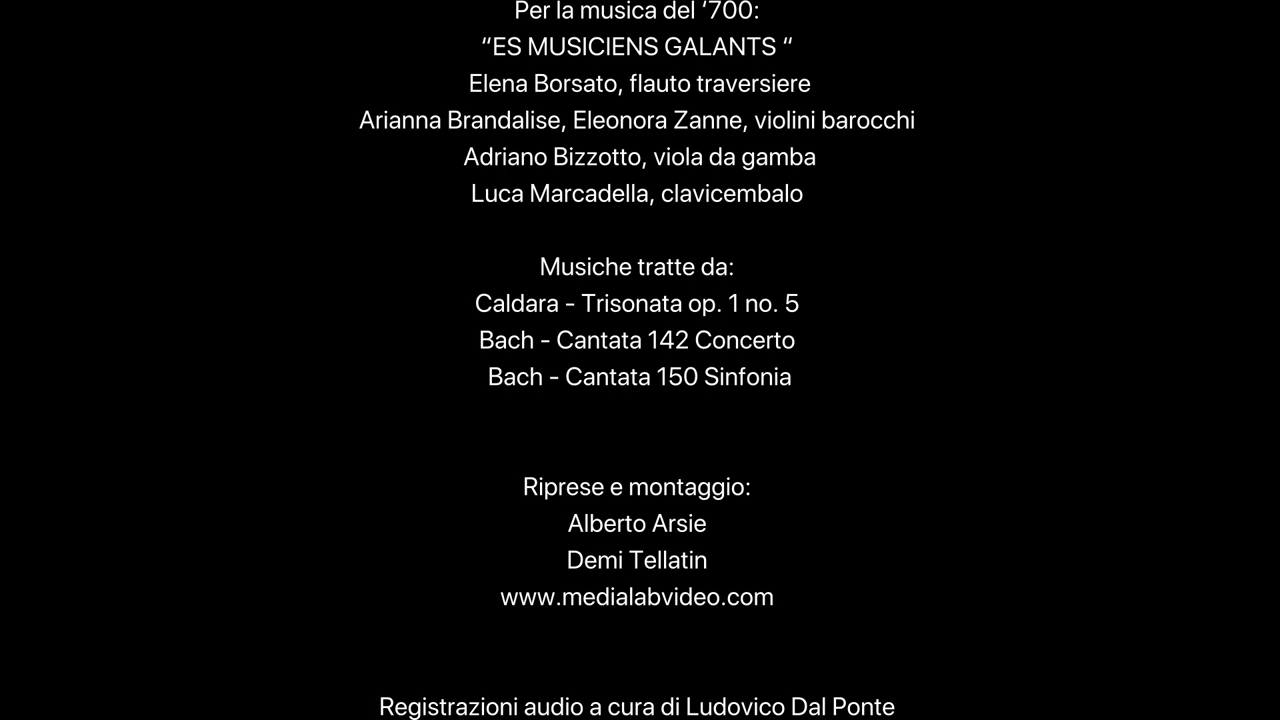 Per la musica del ‘700:
“ES MUSICIENS GALANTS “
Elena Borsato, flauto traversiere
Arianna Brandalise, Eleonora Zanne, violini barocchi
Adriano Bizzotto, viola da gamba
Luca Marcadella, clavicembalo
Musiche tratte da:
Caldara - Trisonata op. 1 no. 5
Bach - Cantata 142 Concerto
Bach - Cantata 150 Sinfonia
Riprese e montaggio:
Alberto Arsie
Demi Tellatin
www.medialabvideo.com
Registrazioni audio a cura di Ludovico Dal Ponte